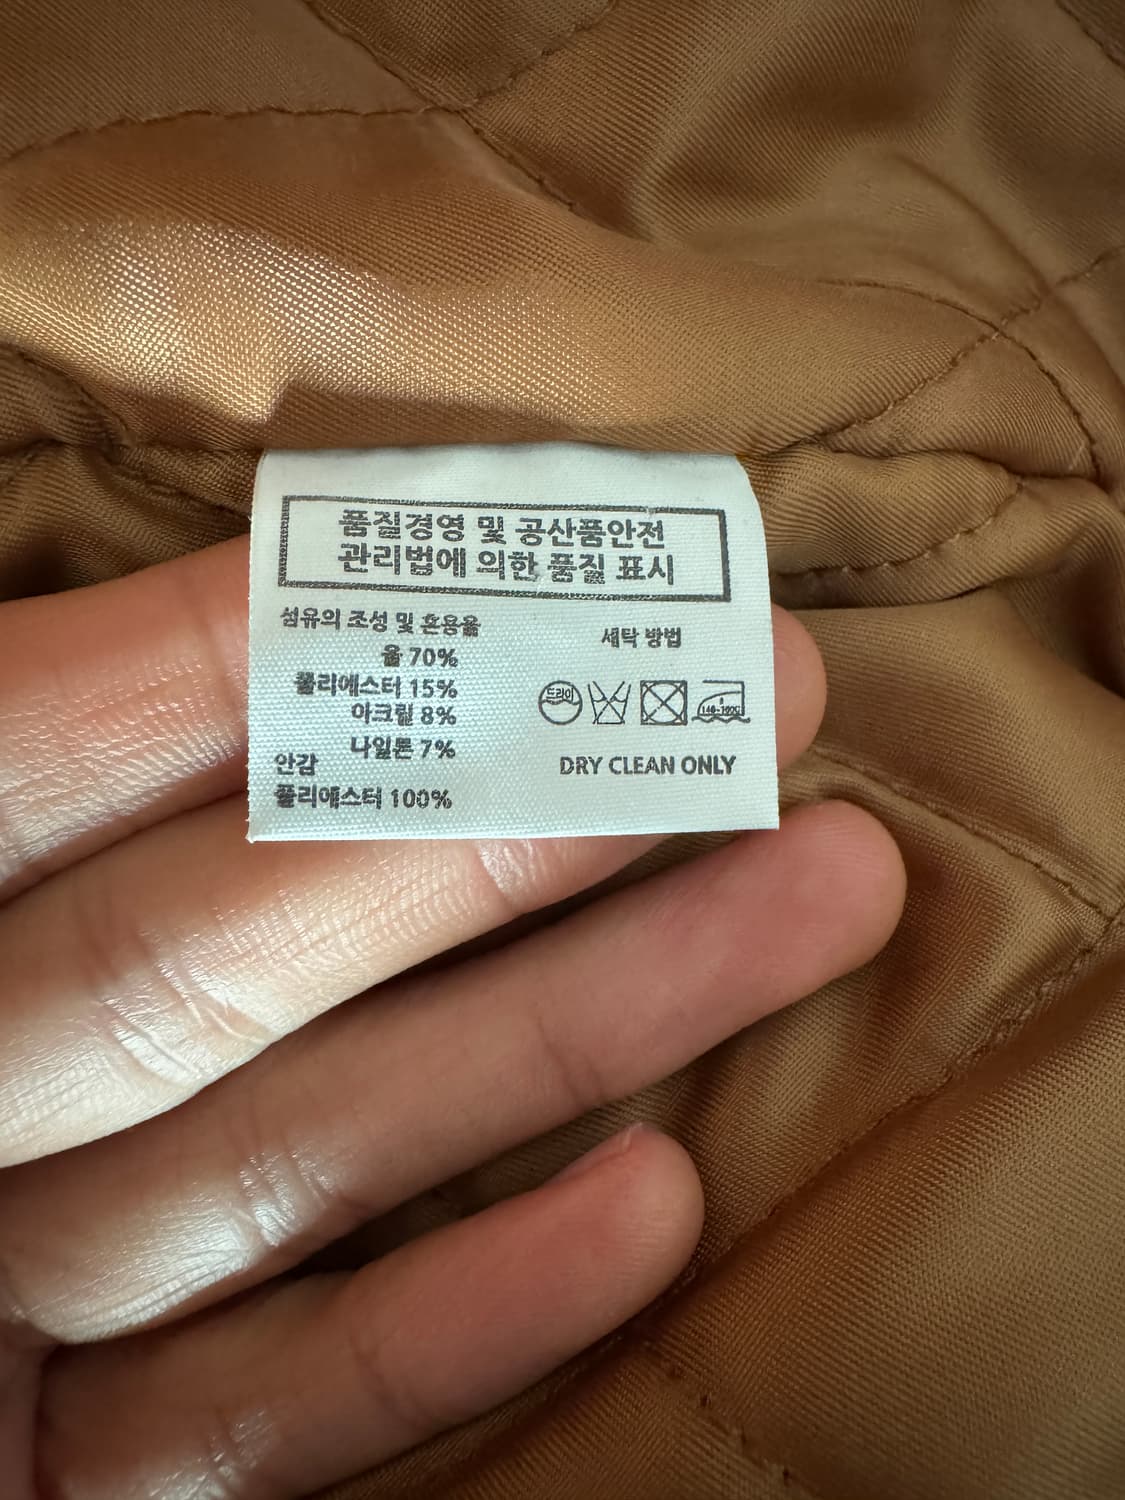 품질경영 및 공산품안전
관리법에 의한 품질 표시
섬유의 조성 및 혼용율
울 70%
폴리에스터 15%
아크릴 8%
나일론 7%
안감
폴리에스터 100%
세탁 방법
드라이
140-160℃
DRY CLEAN ONLY